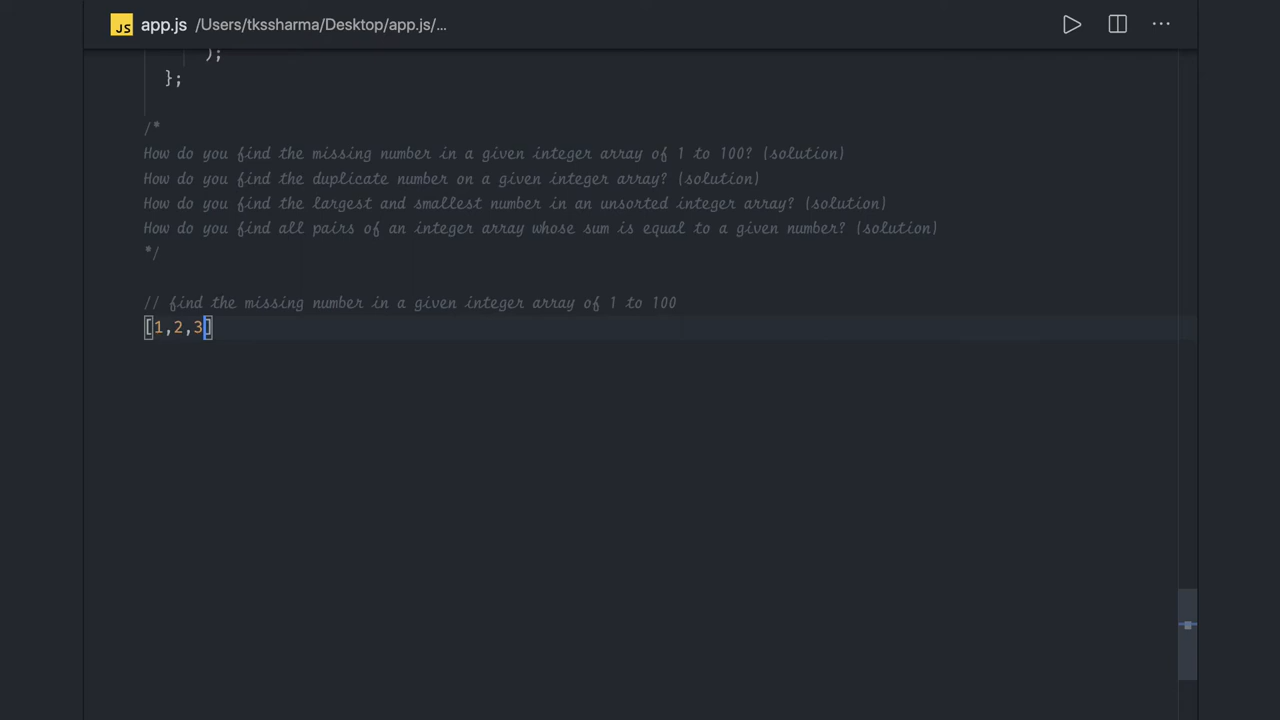 JS app.js /Users/tkssharma/Desktop/app.js/...
);
};
/*
How do you find the missing number in a given integer array of 1 to 100? (solution)
How do you find the duplicate number on a given integer array? (solution)
How do you find the largest and smallest number in an unsorted integer array? (solution)
How do you find all pairs of an integer array whose sum is equal to a given number? (solution)
*/
// find the missing number in a given integer array of 1 to 100
[1,2,3]